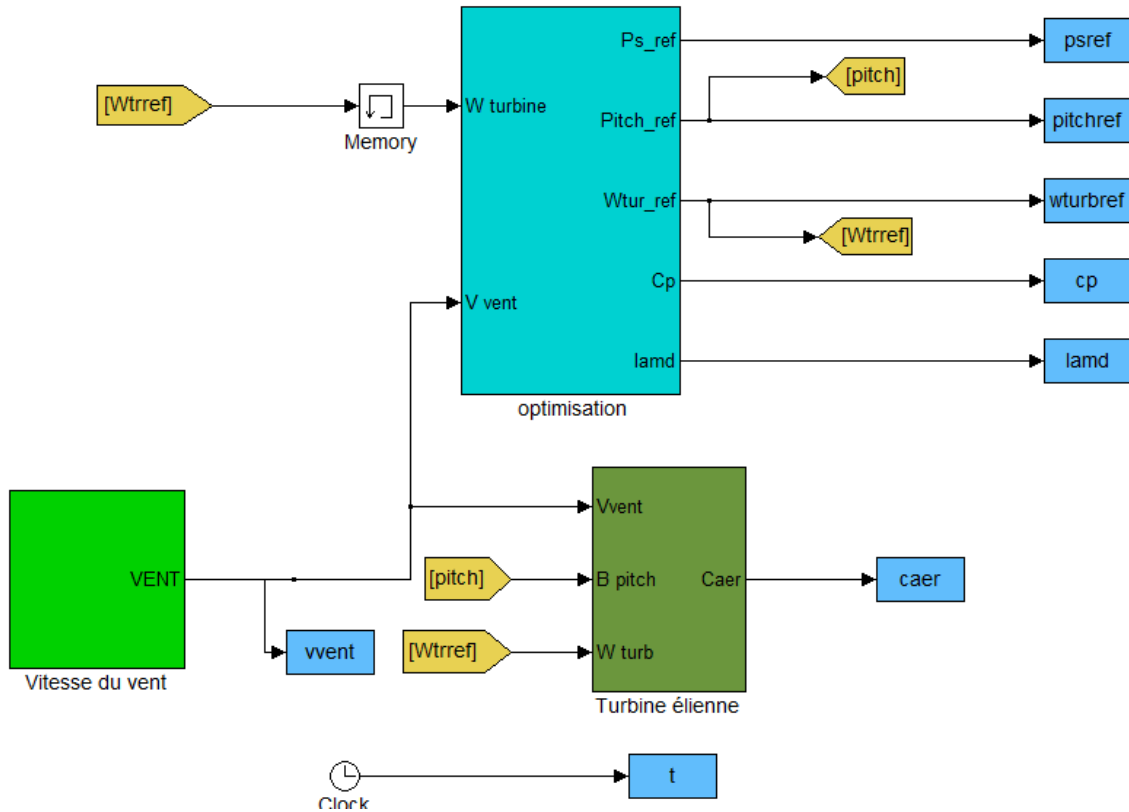 Ps_ref
psref
[pitch]
[Wtrref]
W turbine
Memory
Pitch_ref
pitchref
Wtur_ref
wturbref
[Wtrref]
Cp
cp
V vent
lamd
lamd
optimisation
Vvent
VENT
[pitch]
B pitch
Caer
caer
vvent
[Wtrref]
W turb
Vitesse du vent
Turbine élienne
t
Clock